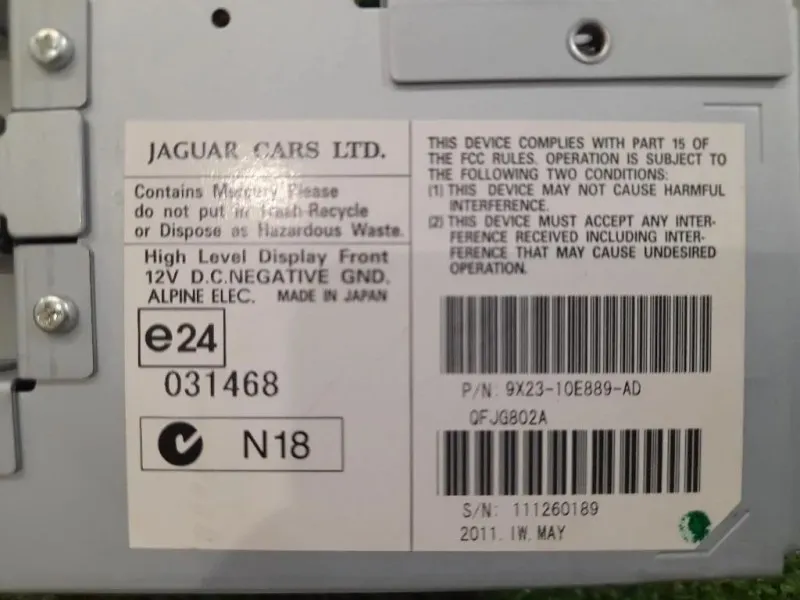 JAGUAR CARS LTD.
Contains Mercury Please
do not put in Trash-Recycle
or Dispose as Hazardous Waste.
High Level Display Front
12V D.C.NEGATIVE GND.
ALPINE ELEC. MADE IN JAPAN
e24
031468
N18
THIS DEVICE COMPLIES WITH PART 15 OF
THE FCC RULES. OPERATION IS SUBJECT TO
THE FOLLOWING TWO CONDITIONS:
(1) THIS DEVICE MAY NOT CAUSE HARMFUL
INTERFERENCE.
(2) THIS DEVICE MUST ACCEPT ANY INTER-
FERENCE RECEIVED INCLUDING INTER-
FERENCE THAT MAY CAUSE UNDESIRED
OPERATION.
P/N: 9X23-10E889-AD
QFJG802A
S/N: 111260189
2011. IW. MAY